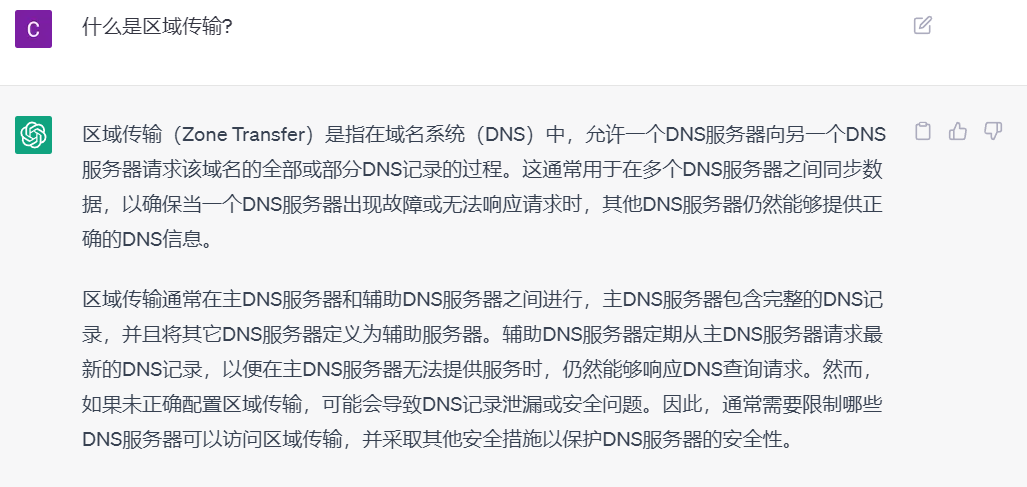 C
什么是区域传输?
区域传输（Zone Transfer）是指在域名系统（DNS）中，允许一个DNS服务器向另一个DNS
服务器请求该域名的全部或部分DNS记录的过程。这通常用于在多个DNS服务器之间同步数
据，以确保当一个DNS服务器出现故障或无法响应请求时，其他DNS服务器仍然能够提供正
确的DNS信息。
区域传输通常在主DNS服务器和辅助DNS服务器之间进行，主DNS服务器包含完整的DNS记
录，并且将其它DNS服务器定义为辅助服务器。辅助DNS服务器定期从主DNS服务器请求最
新的DNS记录，以便在主DNS服务器无法提供服务时，仍然能够响应DNS查询请求。然而，
如果未正确配置区域传输，可能会导致DNS记录泄漏或安全问题。因此，通常需要限制哪些
DNS服务器可以访问区域传输，并采取其他安全措施以保护DNS服务器的安全性。